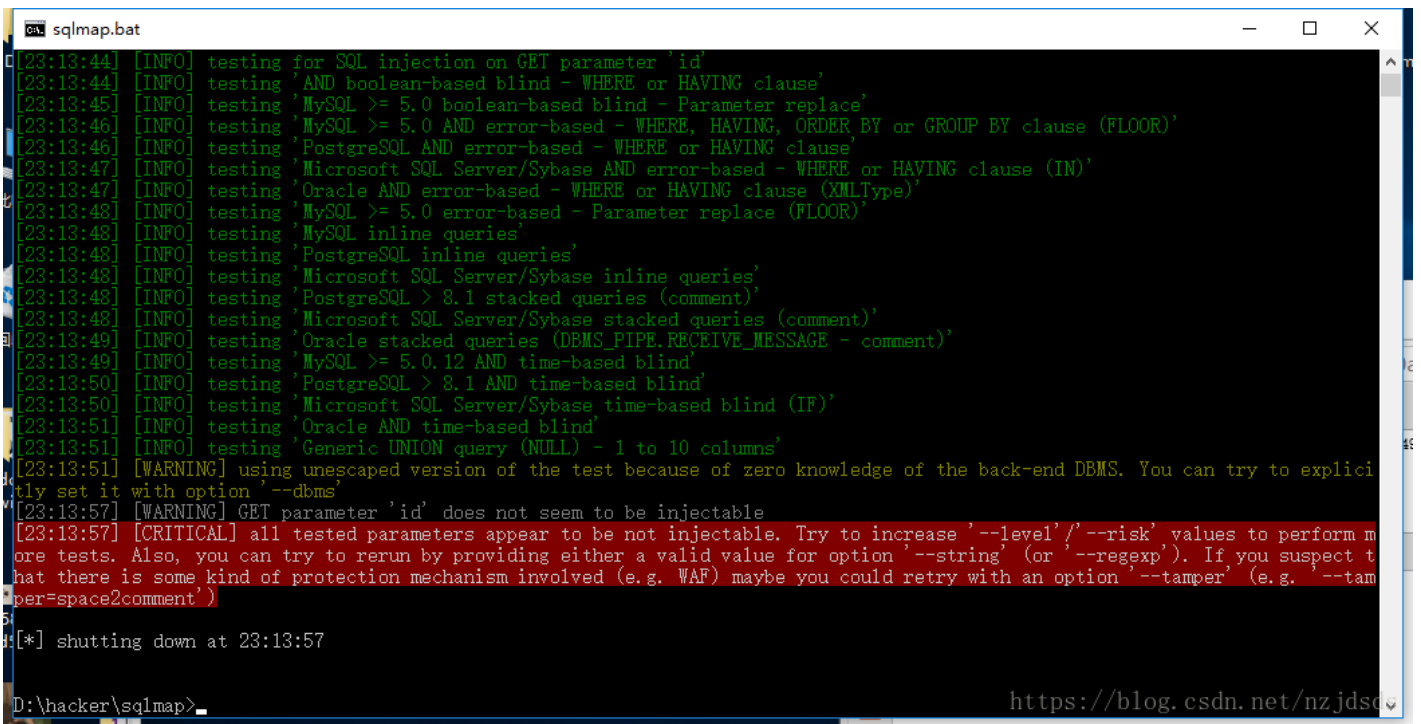 sqlmap.bat
[23:13:44] [INFO] testing for SQL injection on GET parameter 'id'
[23:13:44] [INFO] testing 'AND boolean-based blind - WHERE or HAVING clause'
[23:13:45] [INFO] testing 'MySQL >= 5.0 boolean-based blind - Parameter replace'
[23:13:46] [INFO] testing 'MySQL >= 5.0 AND error-based - WHERE, HAVING, ORDER BY or GROUP BY clause (FLOOR)'
[23:13:46] [INFO] testing 'PostgreSQL AND error-based - WHERE or HAVING clause'
[23:13:47] [INFO] testing 'Microsoft SQL Server/Sybase AND error-based - WHERE or HAVING clause (IN)'
[23:13:47] [INFO] testing 'Oracle AND error-based - WHERE or HAVING clause (XMLType)'
[23:13:48] [INFO] testing 'MySQL >= 5.0 error-based - Parameter replace (FLOOR)'
[23:13:48] [INFO] testing 'MySQL inline queries'
[23:13:48] [INFO] testing 'PostgreSQL inline queries'
[23:13:48] [INFO] testing 'Microsoft SQL Server/Sybase inline queries'
[23:13:48] [INFO] testing 'PostgreSQL > 8.1 stacked queries (comment)'
[23:13:48] [INFO] testing 'Microsoft SQL Server/Sybase stacked queries (comment)'
[23:13:49] [INFO] testing 'Oracle stacked queries (DBMS_PIPE.RECEIVE_MESSAGE - comment)'
[23:13:49] [INFO] testing 'MySQL >= 5.0.12 AND time-based blind'
[23:13:50] [INFO] testing 'PostgreSQL > 8.1 AND time-based blind'
[23:13:50] [INFO] testing 'Microsoft SQL Server/Sybase time-based blind (IF)'
[23:13:51] [INFO] testing 'Oracle AND time-based blind'
[23:13:51] [INFO] testing 'Generic UNION query (NULL) - 1 to 10 columns'
[23:13:51] [WARNING] using unescaped version of the test because of zero knowledge of the back-end DBMS. You can try to explici
tly set it with option '--dbms'
[23:13:57] [WARNING] GET parameter 'id' does not seem to be injectable
[23:13:57] [CRITICAL] all tested parameters appear to be not injectable. Try to increase '--level'/'--risk' values to perform m
ore tests. Also, you can try to rerun by providing either a valid value for option '--string' (or '--regexp'). If you suspect t
hat there is some kind of protection mechanism involved (e.g. WAF) maybe you could retry with an option '--tamper' (e.g. '--tam
per=space2comment')
[*] shutting down at 23:13:57
D:\hacker\sqlmap>
https://blog.csdn.net/nzjdsds